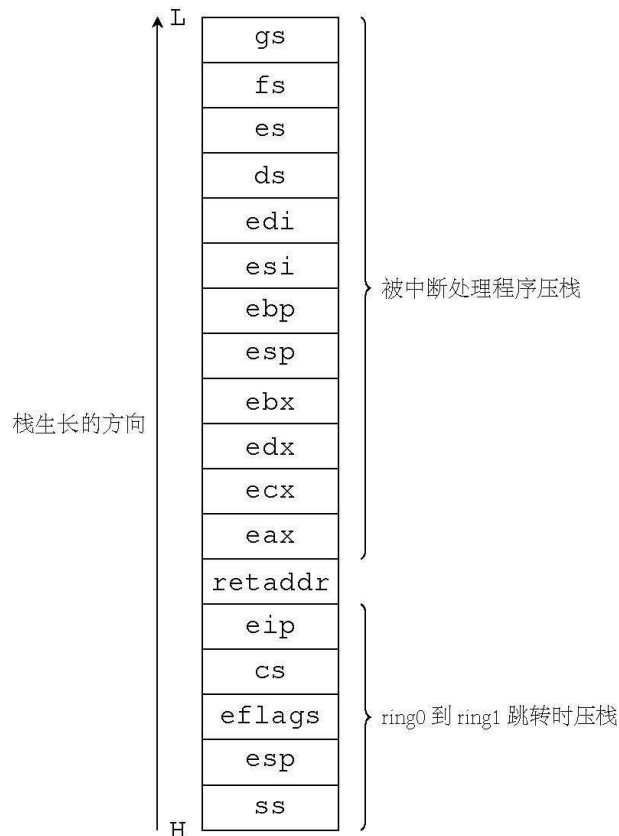 L
gs
fs
es
ds
edi
esi
被中断处理程序压栈
ebp
esp
ebx
栈生长的方向
edx
ecx
eax
retaddr
eip
cs
eflags
ring0 到 ring1 跳转时压栈
esp
ss
H